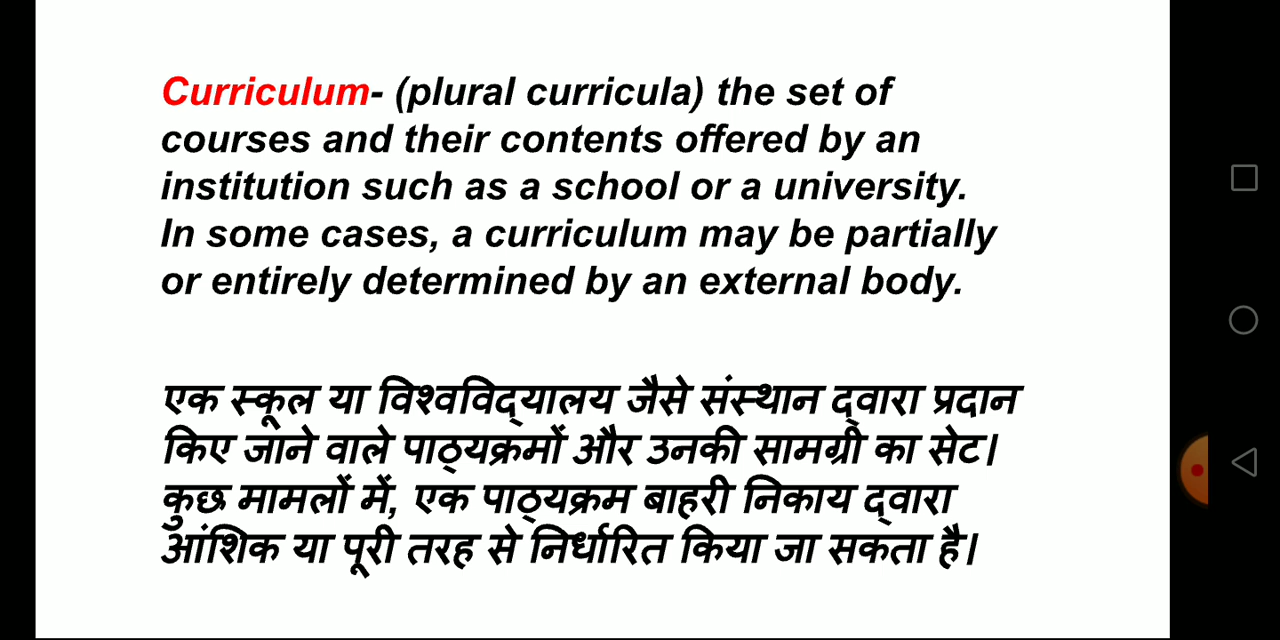 Curriculum- (plural curricula) the set of
courses and their contents offered by an
institution such as a school or a university.
In some cases, a curriculum may be partially
or entirely determined by an external body.
एक स्कूल या विश्वविद्यालय जैसे संस्थान द्वारा प्रदान
किए जाने वाले पाठ्यक्रमों और उनकी सामग्री का सेट।
कुछ मामलों में, एक पाठ्यक्रम बाहरी निकाय द्वारा
आंशिक या पूरी तरह से निर्धारित किया जा सकता है।